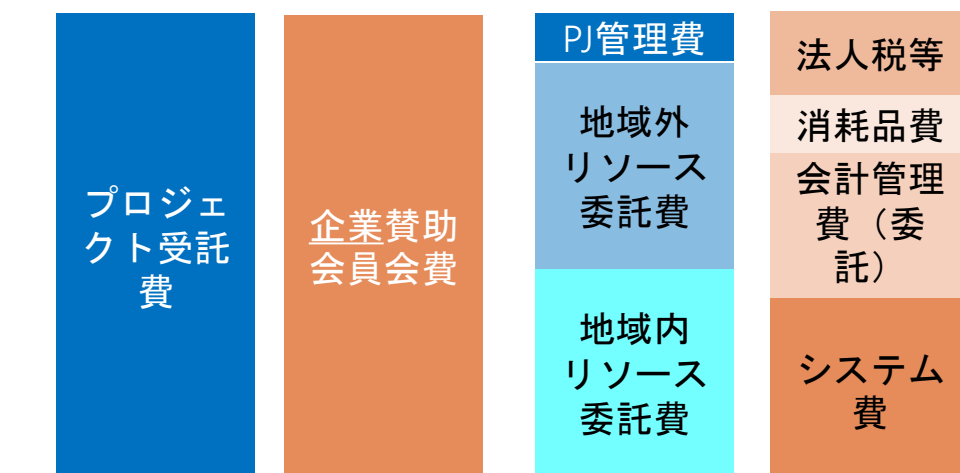 プロジェ
クト受託
費
企業賛助
会員会費
PJ管理費
地域外
リソース
委託費
地域内
リソース
委託費
法人税等
消耗品費
会計管理
費（委
託）
システム
費